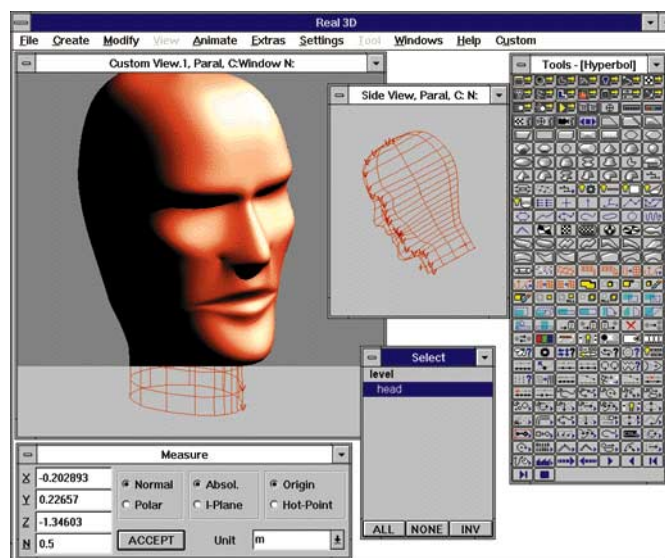 Real 3D
File Create Modify View Animate Extras Settings Tool Windows Help Custom
Custom View.1, Paral, C:Window N:
Side View, Paral, C: N:
Tools - [Hyperbol]
Select
level
head
ALL NONE INV
Measure
X -0.202893
Y 0.22657
Z -1.34603
N 0.5
Normal Absol. Origin
Polar I-Plane Hot-Point
ACCEPT Unit m